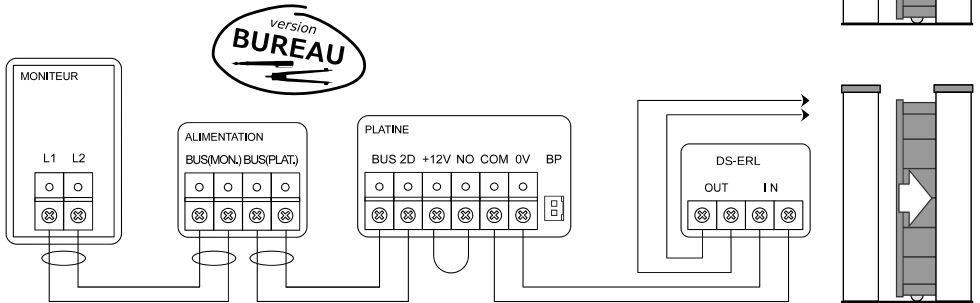 version
BUREAU
MONITEUR
L1 L2
ALIMENTATION
BUS(MON.) BUS(PLAT.)
PLATINE
BUS 2D +12V NO COM 0V BP
DS-ERL
OUT IN